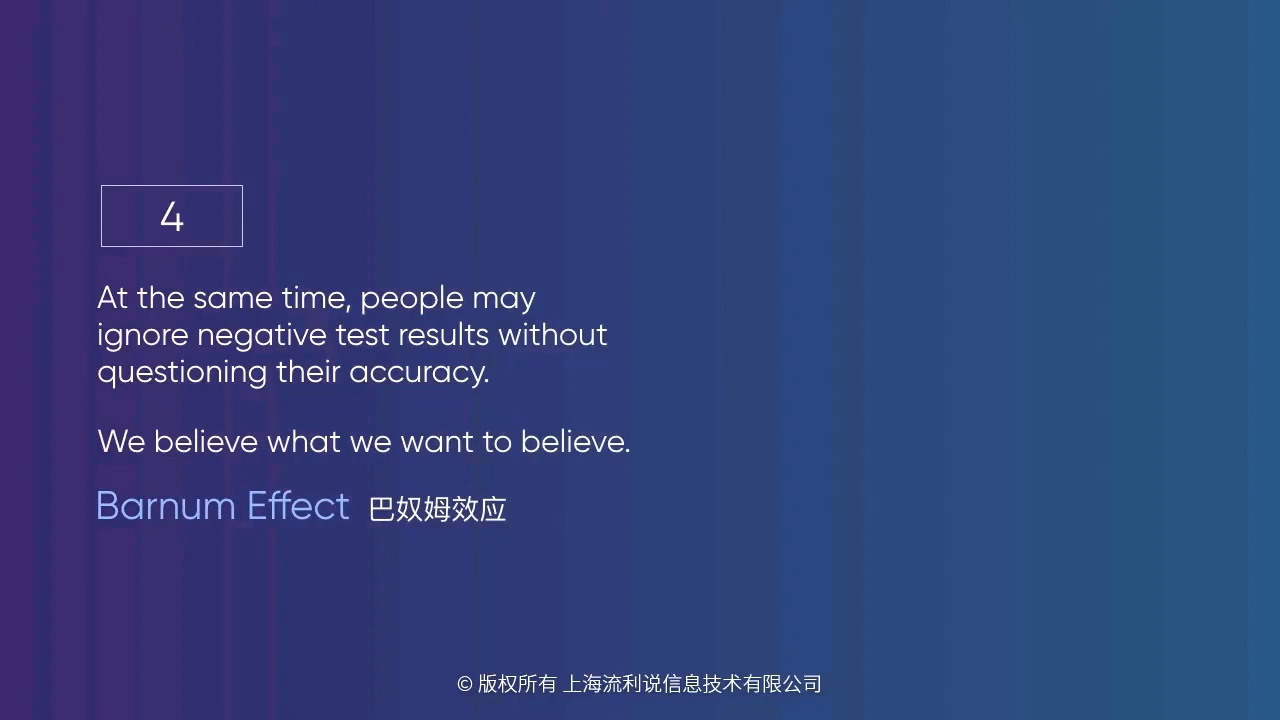 4
At the same time, people may
ignore negative test results without
questioning their accuracy.
We believe what we want to believe.
Barnum Effect 巴奴姆效应
© 版权所有 上海流利说信息技术有限公司